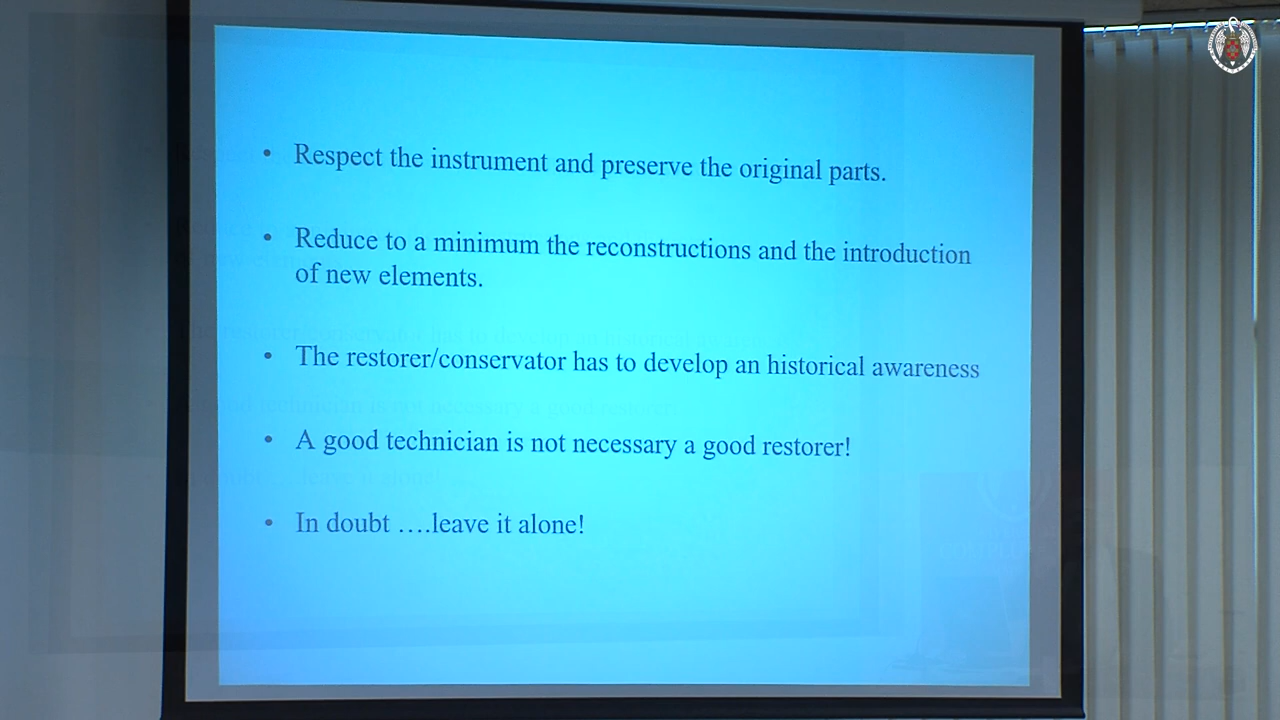 • Respect the instrument and preserve the original parts.
• Reduce to a minimum the reconstructions and the introduction
of new elements.
• The restorer/conservator has to develop an historical awareness
• A good technician is not necessary a good restorer!
• In doubt ....leave it alone!